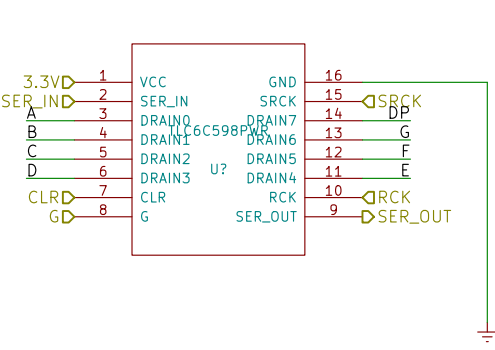 3.3V 1 VCC GND 16
SER_IN 2 SER_IN SRCK 15 SRCK
A 3 DRAIN0 DRAIN7 14 DP
TLC6C598PWR
B 4 DRAIN1 DRAIN6 13 G
C 5 DRAIN2 DRAIN5 12 F
U?
D 6 DRAIN3 DRAIN4 11 E
CLR 7 CLR RCK 10 RCK
G 8 G SER_OUT 9 SER_OUT